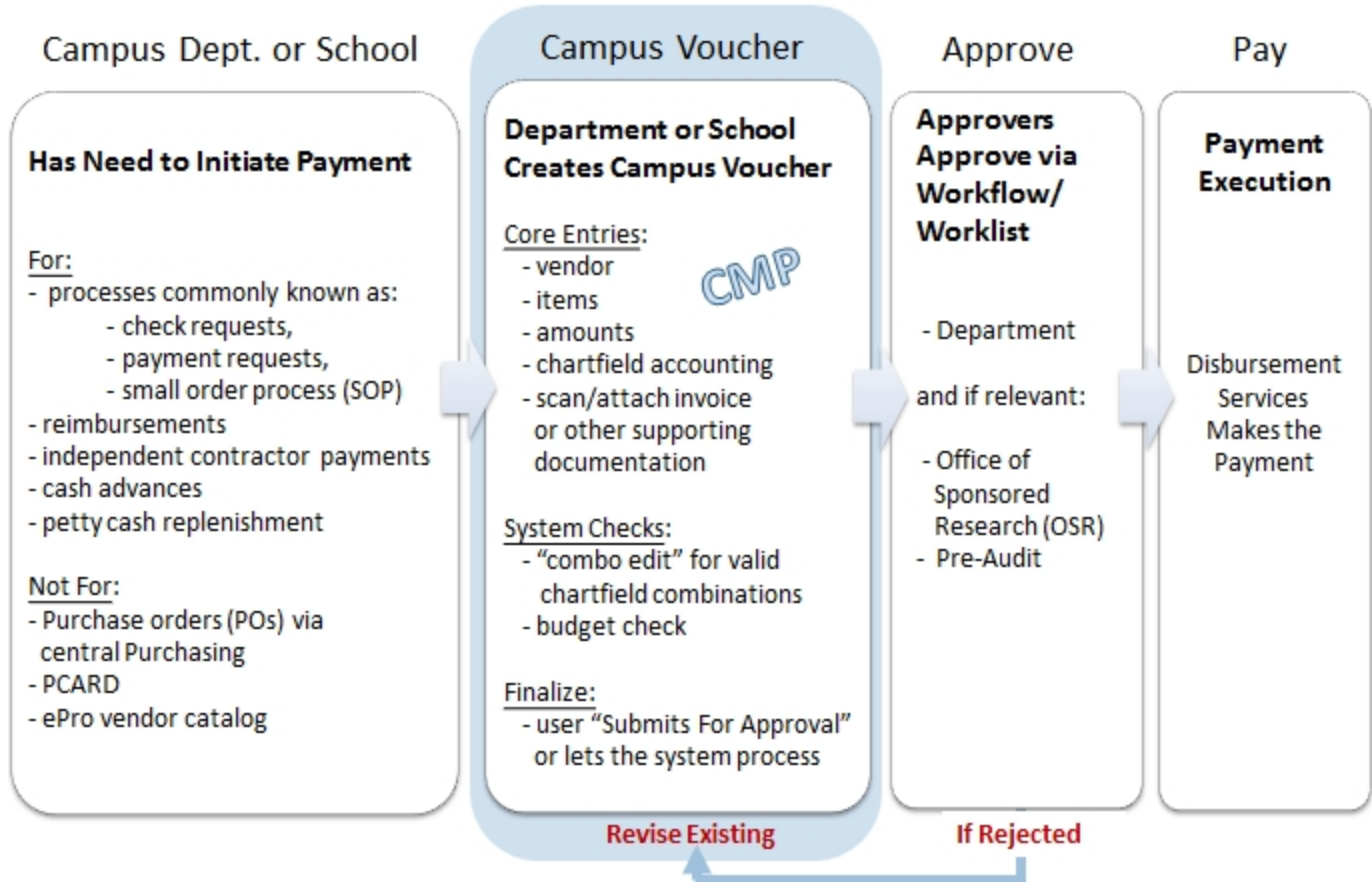 Campus Dept. or School
Has Need to Initiate Payment
For:
- processes commonly known as:
- check requests,
- payment requests,
- small order process (SOP)
- reimbursements
- independent contractor payments
- cash advances
- petty cash replenishment
Not For:
- Purchase orders (POs) via
central Purchasing
- PCARD
- ePro vendor catalog
Campus Voucher
Department or School
Creates Campus Voucher
Core Entries:
- vendor
- items
- amounts
- chartfield accounting
- scan/attach invoice
or other supporting
documentation
CMP
System Checks:
- “combo edit” for valid
chartfield combinations
- budget check
Finalize:
- user “Submits For Approval”
or lets the system process
Revise Existing
Approve
Approvers
Approve via
Workflow/
Worklist
- Department
and if relevant:
- Office of
Sponsored
Research (OSR)
- Pre-Audit
If Rejected
Pay
Payment
Execution
Disbursement
Services
Makes the
Payment